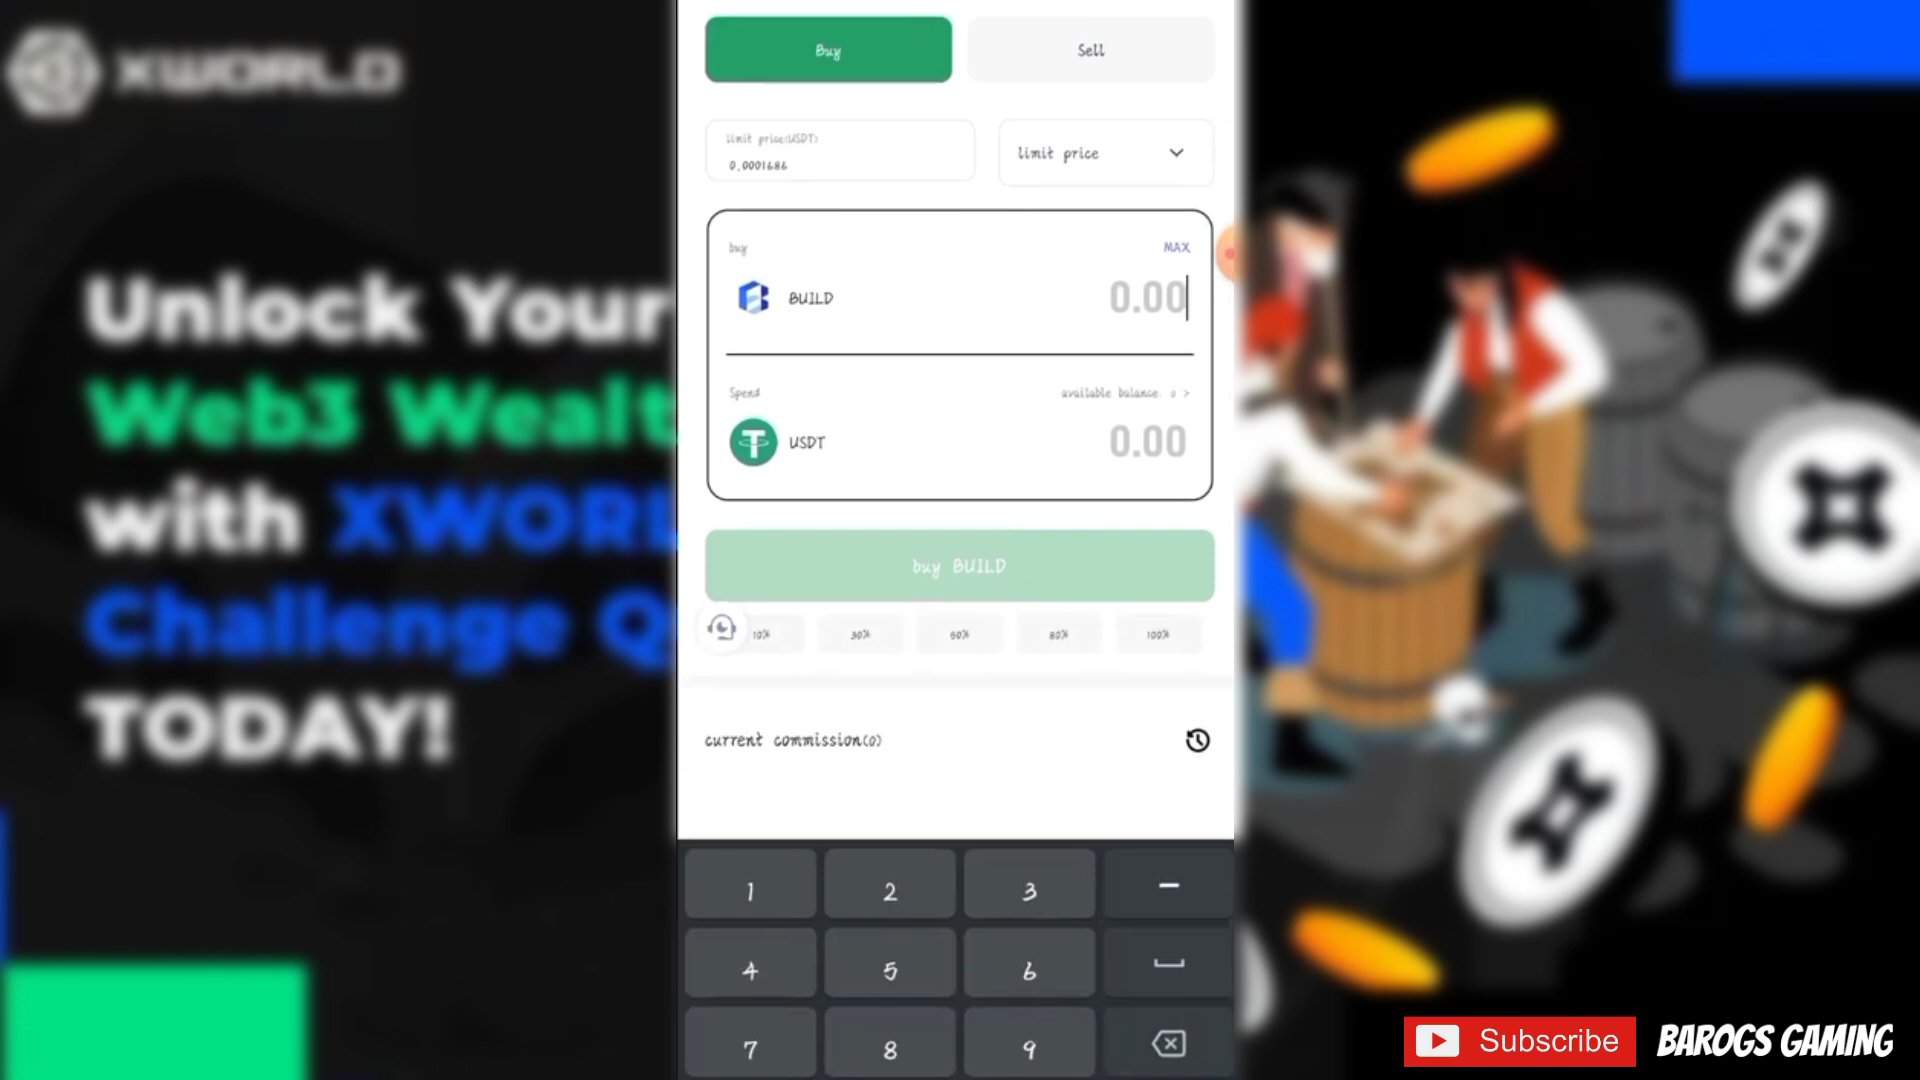 XWORLD
Unlock Your
Web3 Wealt
with XWORL
Challenge Q
TODAY!
Buy
Sell
limit price(USDT)
0.0001686
limit price
buy
MAX
BUILD
0.00
Spend
available balance: 0 >
USDT
0.00
buy BUILD
10%
30%
60%
80%
100%
current commission(0)
1
2
3
-
4
5
6
7
8
9
Subscribe
BAROGS GAMING